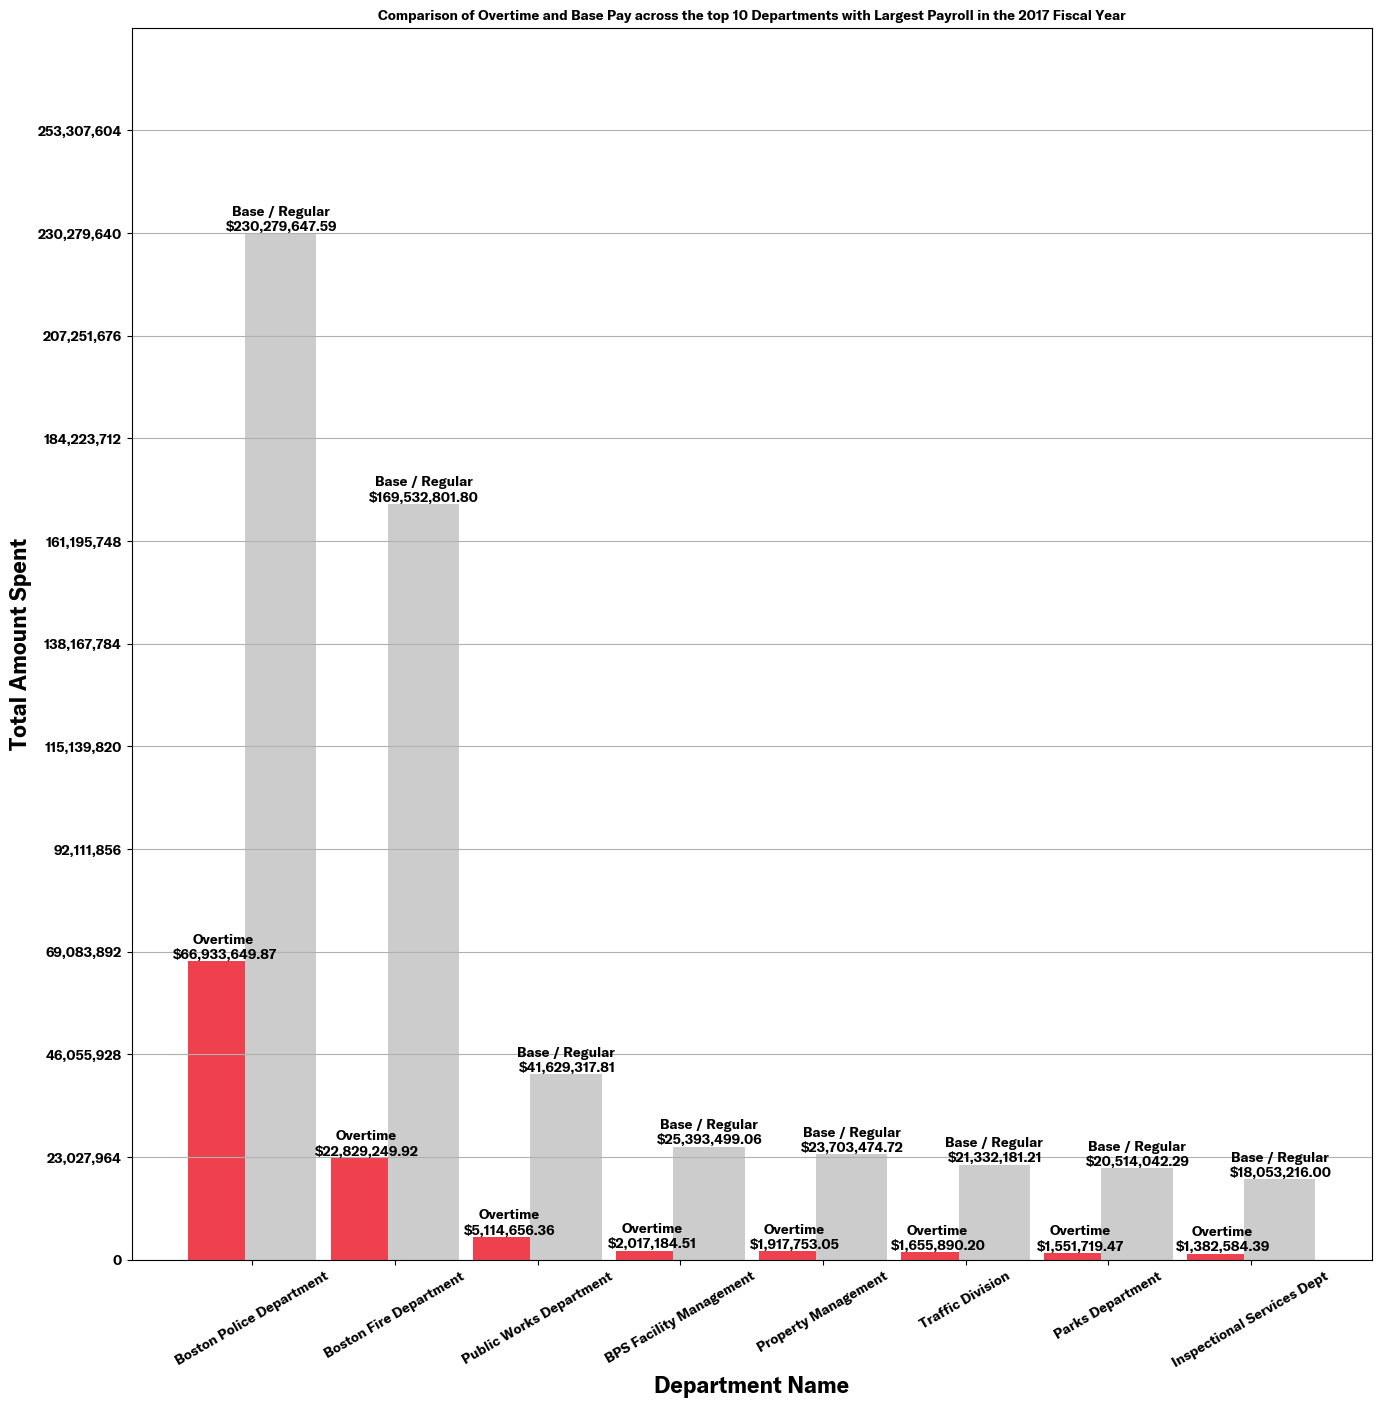 Comparison of Overtime and Base Pay across the top 10 Departments with Largest Payroll in the 2017 Fiscal Year
Total Amount Spent
253,307,604
230,279,640
207,251,676
184,223,712
161,195,748
138,167,784
115,139,820
92,111,856
69,083,892
46,055,928
23,027,964
0
Overtime
$66,933,649.87
Base / Regular
$230,279,647.59
Overtime
$22,829,249.92
Base / Regular
$169,532,801.80
Overtime
$5,114,656.36
Base / Regular
$41,629,317.81
Overtime
$2,017,184.51
Base / Regular
$25,393,499.06
Overtime
$1,917,753.05
Base / Regular
$23,703,474.72
Overtime
$1,655,890.20
Base / Regular
$21,332,181.21
Overtime
$1,551,719.47
Base / Regular
$20,514,042.29
Overtime
$1,382,584.39
Base / Regular
$18,053,216.00
Boston Police Department
Boston Fire Department
Public Works Department
BPS Facility Management
Property Management
Traffic Division
Parks Department
Inspectional Services Dept
Department Name